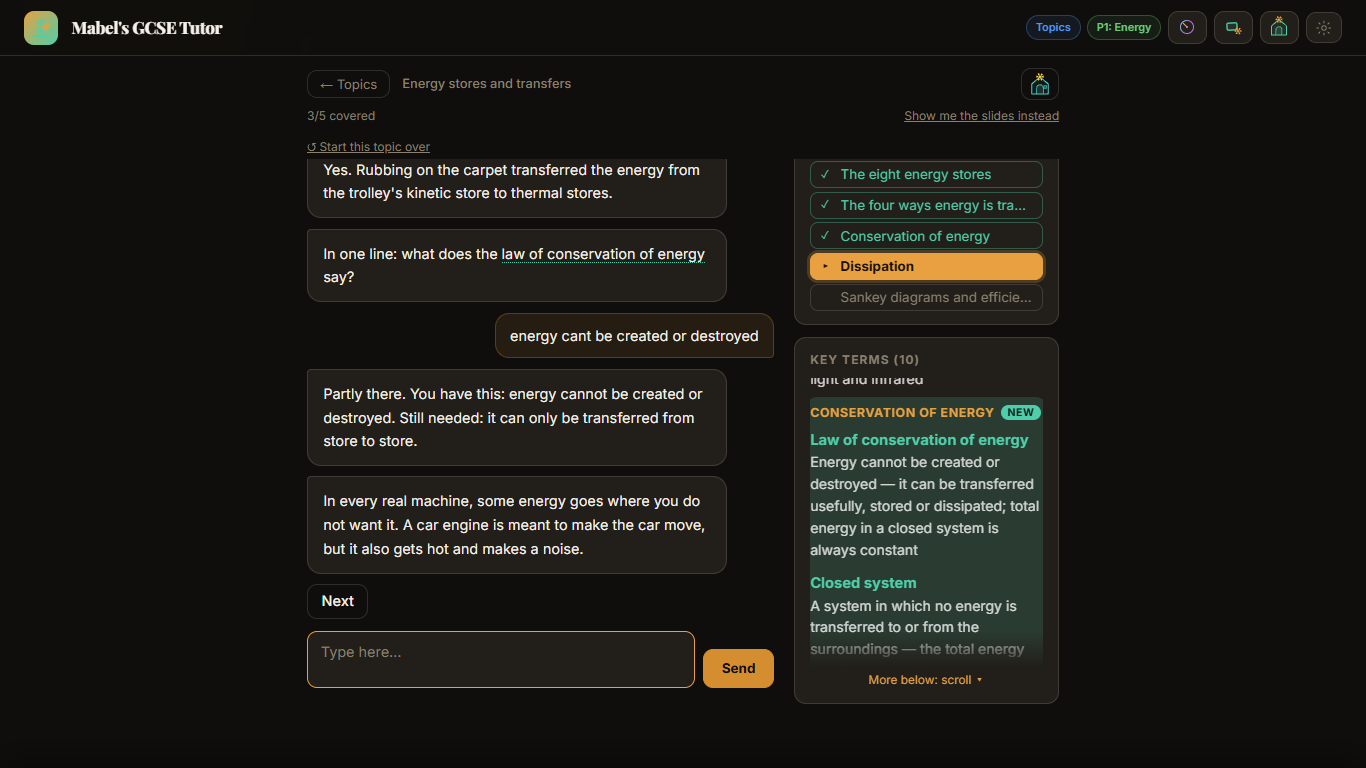 Mabel's GCSE Tutor
Topics
P1: Energy
← Topics
Energy stores and transfers
3/5 covered
Show me the slides instead
↺ Start this topic over
Yes. Rubbing on the carpet transferred the energy from
the trolley's kinetic store to thermal stores.
In one line: what does the law of conservation of energy
say?
energy cant be created or destroyed
Partly there. You have this: energy cannot be created or
destroyed. Still needed: it can only be transferred from
store to store.
In every real machine, some energy goes where you do
not want it. A car engine is meant to make the car move,
but it also gets hot and makes a noise.
Next
Type here...
Send
✓ The eight energy stores
✓ The four ways energy is tra...
✓ Conservation of energy
▸ Dissipation
Sankey diagrams and efficie...
KEY TERMS (10)
light and infrared
CONSERVATION OF ENERGY NEW
Law of conservation of energy
Energy cannot be created or
destroyed — it can be transferred
usefully, stored or dissipated; total
energy in a closed system is
always constant
Closed system
A system in which no energy is
transferred to or from the
surroundings — the total energy
More below: scroll ▾